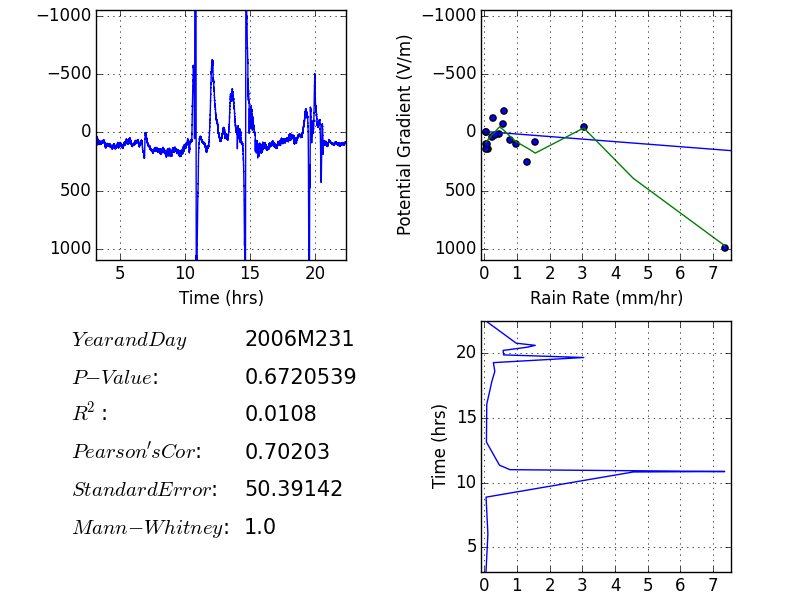 −1000
−500
0
500
1000
5 10 15 20
Time (hrs)
Potential Gradient (V/m)
−1000
−500
0
500
1000
0 1 2 3 4 5 6 7
Rain Rate (mm/hr)
YearandDay 2006M231
P−Value: 0.6720539
R²: 0.0108
Pearson'sCor: 0.70203
StandardError: 50.39142
Mann−Whitney: 1.0
Time (hrs)
20
15
10
5
0 1 2 3 4 5 6 7